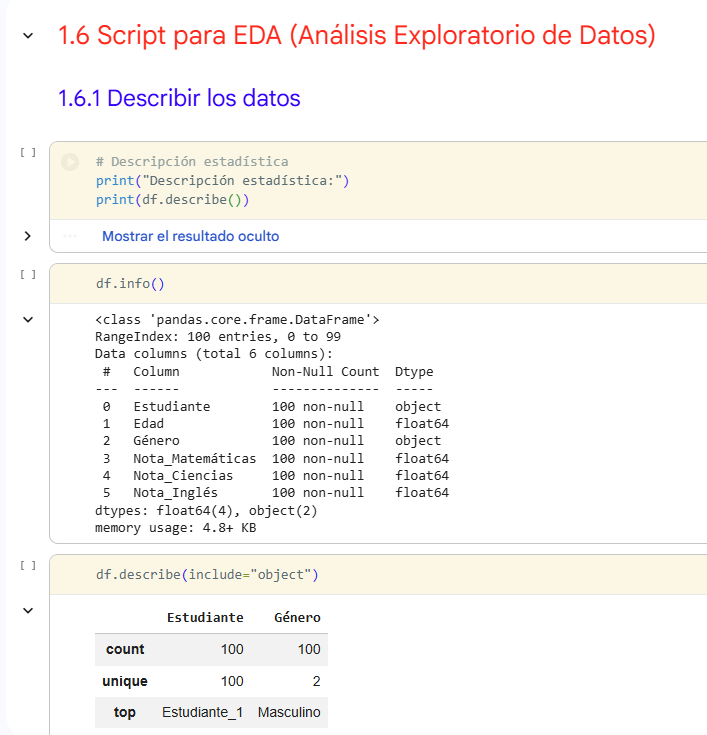 1.6 Script para EDA (Análisis Exploratorio de Datos)
1.6.1 Describir los datos
[ ]
# Descripción estadística
print("Descripción estadística:")
print(df.describe())
Mostrar el resultado oculto
[ ]
df.info()
<class 'pandas.core.frame.DataFrame'>
RangeIndex: 100 entries, 0 to 99
Data columns (total 6 columns):
 #   Column            Non-Null Count  Dtype
---  ------            --------------  -----
 0   Estudiante        100 non-null    object
 1   Edad              100 non-null    float64
 2   Género            100 non-null    object
 3   Nota_Matemáticas  100 non-null    float64
 4   Nota_Ciencias     100 non-null    float64
 5   Nota_Inglés       100 non-null    float64
dtypes: float64(4), object(2)
memory usage: 4.8+ KB
[ ]
df.describe(include="object")
Estudiante Género
count 100 100
unique 100 2
top Estudiante_1 Masculino